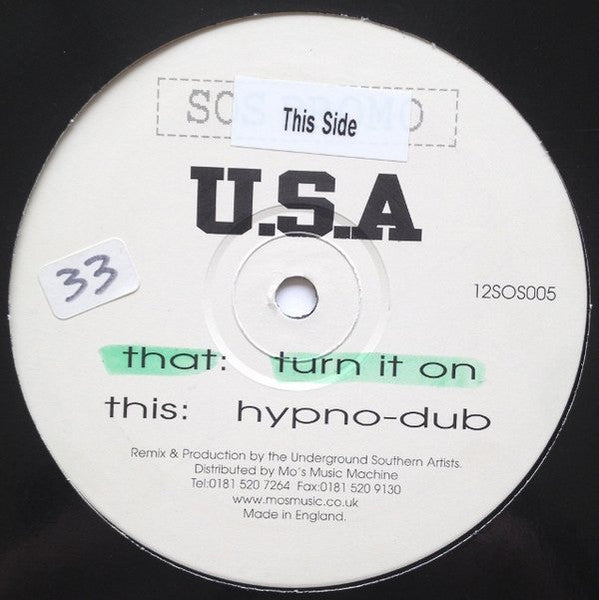 SOS PROMO
This Side
U.S.A
33
12SOS005
that: turn it on
this: hypno-dub
Remix & Production by the Underground Southern Artists.
Distributed by Mo's Music Machine
Tel:0181 520 7264 Fax:0181 520 9130
www.mosmusic.co.uk
Made in England.